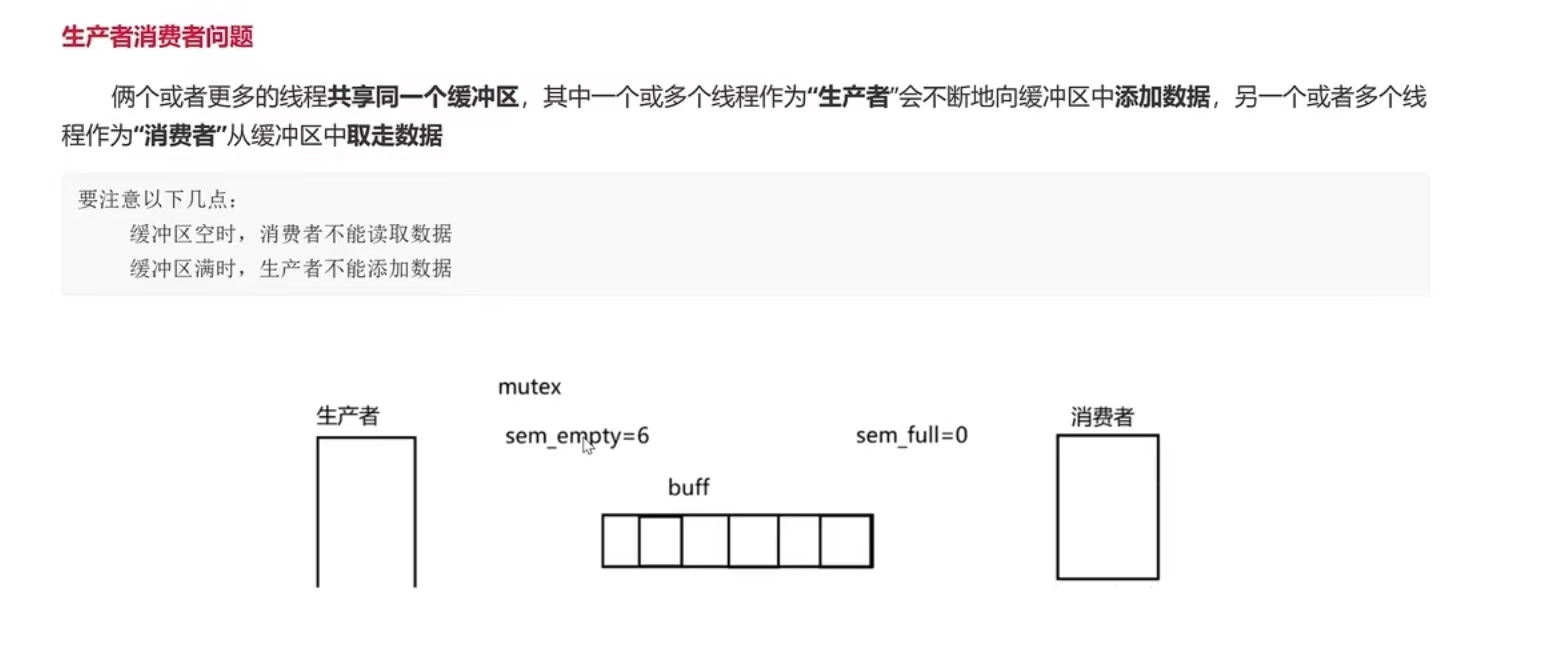 生产者消费者问题
俩个或者更多的线程共享同一个缓冲区，其中一个或多个线程作为“生产者”会不断地向缓冲区中添加数据，另一个或者多个线
程作为“消费者”从缓冲区中取走数据
要注意以下几点：
缓冲区空时，消费者不能读取数据
缓冲区满时，生产者不能添加数据
mutex
生产者
消费者
sem_empty=6
sem_full=0
buff